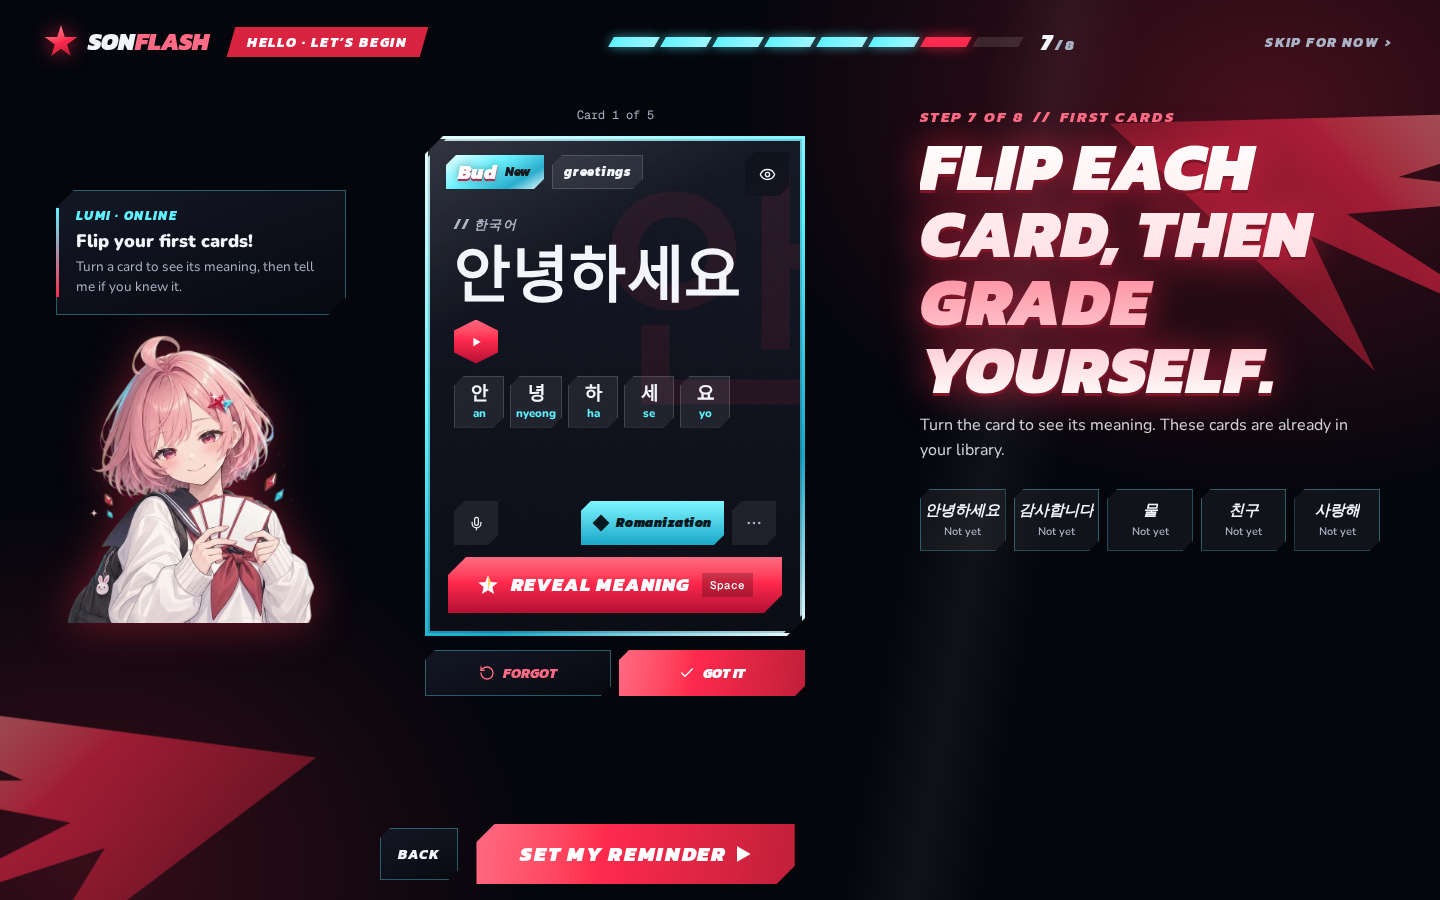 SONFLASH
HELLO · LET'S BEGIN
7 / 8
SKIP FOR NOW >
Card 1 of 5
LUMI · ONLINE
Flip your first cards!
Turn a card to see its meaning, then tell
me if you knew it.
Bud New
greetings
// 한국어
안녕하세요
안 녕 하 세 요
an nyeong ha se yo
Romanization
REVEAL MEANING Space
FORGOT
GOT IT
STEP 7 OF 8 // FIRST CARDS
FLIP EACH
CARD, THEN
GRADE
YOURSELF.
Turn the card to see its meaning. These cards are already in
your library.
안녕하세요 감사합니다 물 친구 사랑해
Not yet Not yet Not yet Not yet Not yet
BACK
SET MY REMINDER